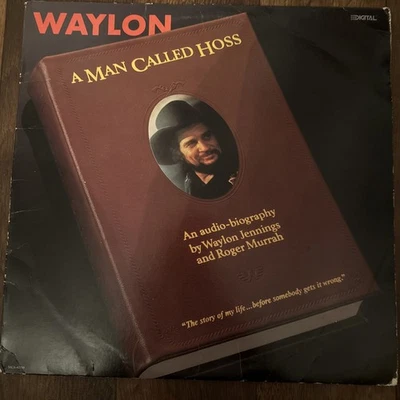 WAYLON
DIGITAL
A MAN CALLED HOSS
An audio-biography
by Waylon Jennings
and Roger Murrah
"The story of my life...before somebody gets it wrong."